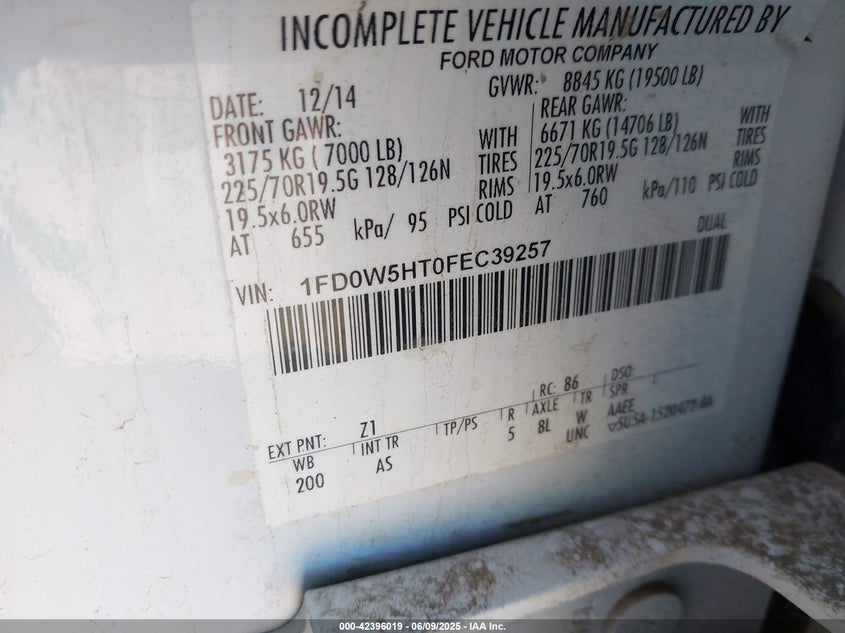 INCOMPLETE VEHICLE MANUFACTURED BY
FORD MOTOR COMPANY
DATE: 12/14
GVWR: 8845 KG (19500 LB)
FRONT GAWR:
3175 KG ( 7000 LB) WITH
225/70R19.5G 128/126N TIRES
19.5x6.0RW RIMS
AT 655 kPa/ 95 PSI COLD
REAR GAWR:
6671 KG (14706 LB) WITH
225/70R19.5G 128/126N TIRES
19.5x6.0RW RIMS
AT 760 kPa/110 PSI COLD
DUAL
VIN: 1FD0W5HT0FEC39257
EXT PNT: Z1 RC: 86 DSO:
WB INT TR TP/PS R AXLE TR SPR
200 AS 5 8L W AAEE
UNC 5U5A-1520472-BA
000-42396019 - 06/09/2025 - IAA Inc.